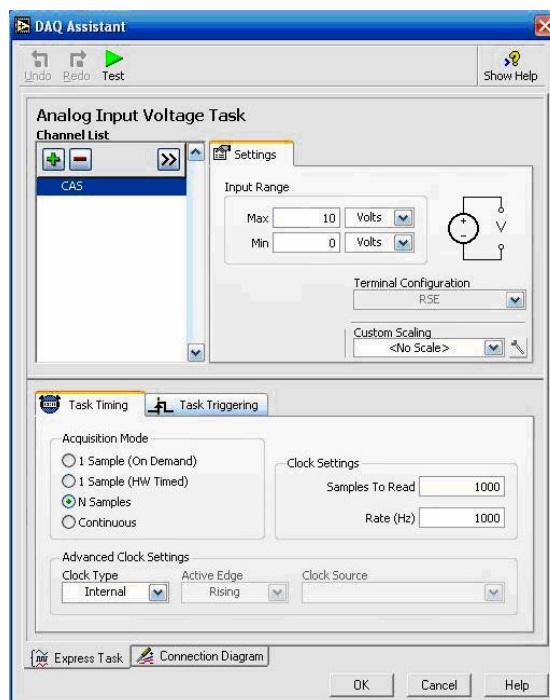 DAQ Assistant
Undo Redo Test Show Help
Analog Input Voltage Task
Channel List
CAS
Settings
Input Range
Max 10 Volts
Min 0 Volts
V
Terminal Configuration
RSE
Custom Scaling
<No Scale>
Task Timing Task Triggering
Acquisition Mode
1 Sample (On Demand)
1 Sample (HW Timed)
N Samples
Continuous
Clock Settings
Samples To Read 1000
Rate (Hz) 1000
Advanced Clock Settings
Clock Type Active Edge Clock Source
Internal Rising
Express Task Connection Diagram
OK Cancel Help